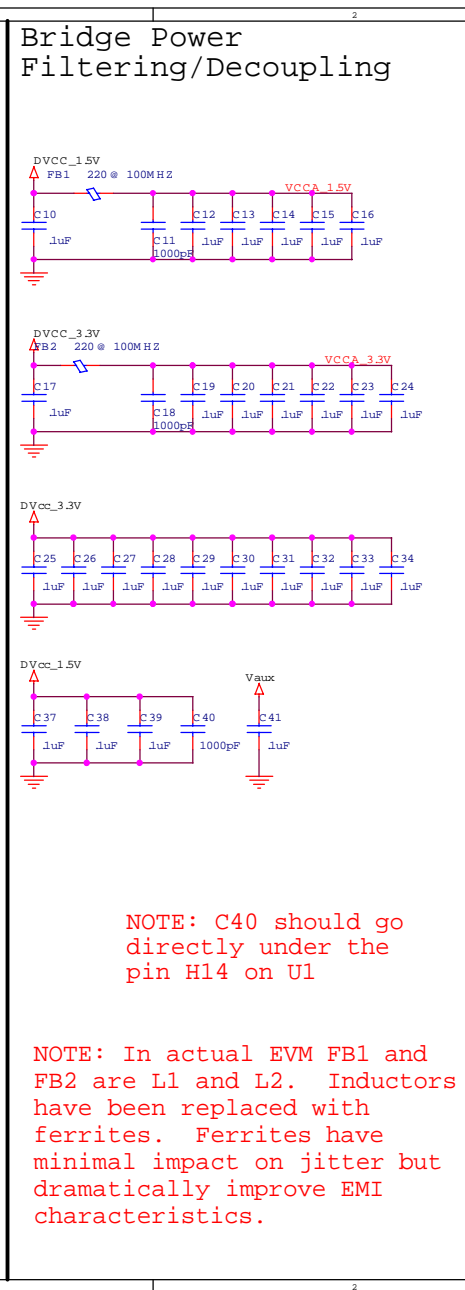 2
Bridge Power
Filtering/Decoupling
DVCC_1.5V
FB1 220 @ 100MHZ
VCCA_1.5V
C10 C12 C13 C14 C15 C16
.1uF C11 .1uF .1uF .1uF .1uF .1uF
1000pF
DVCC_3.3V
FB2 220 @ 100MHZ
VCCA_3.3V
C17 C19 C20 C21 C22 C23 C24
.1uF C18 .1uF .1uF .1uF .1uF .1uF .1uF
1000pF
DVcc_3.3V
C25 C26 C27 C28 C29 C30 C31 C32 C33 C34
.1uF .1uF .1uF .1uF .1uF .1uF .1uF .1uF .1uF .1uF
DVcc_1.5V
Vaux
C37 C38 C39 C40 C41
.1uF .1uF .1uF 1000pF .1uF
NOTE: C40 should go
directly under the
pin H14 on U1
NOTE: In actual EVM FB1 and
FB2 are L1 and L2. Inductors
have been replaced with
ferrites. Ferrites have
minimal impact on jitter but
dramatically improve EMI
characteristics.
2